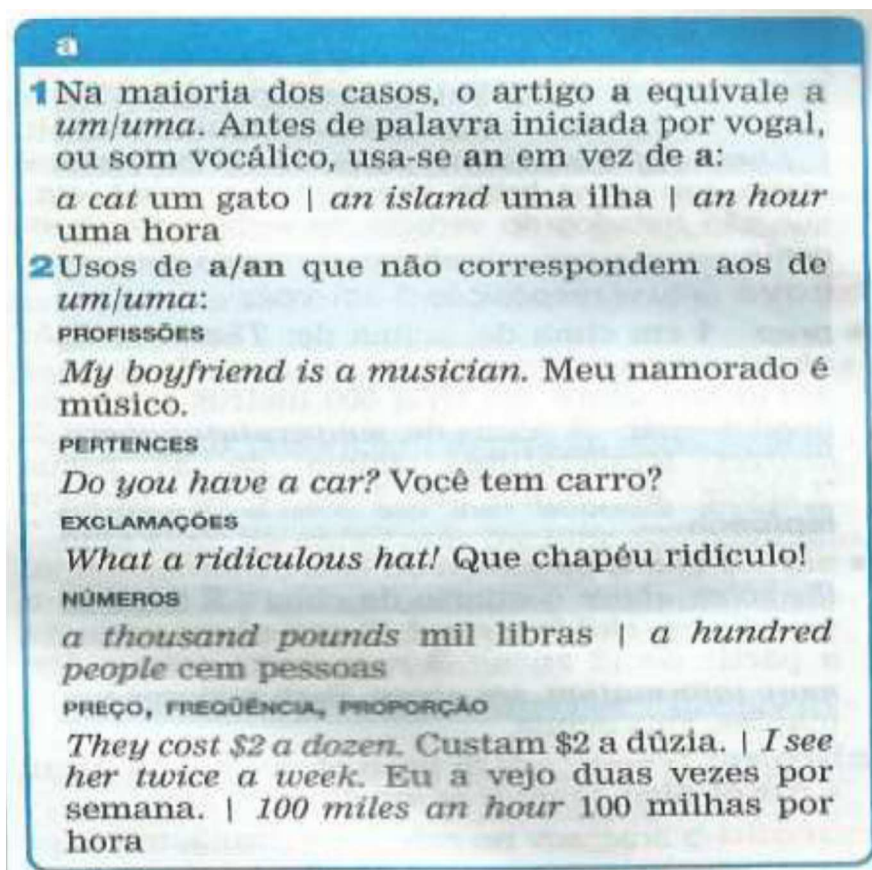 a
1 Na maioria dos casos, o artigo a equivale a
um/uma. Antes de palavra iniciada por vogal,
ou som vocálico, usa-se an em vez de a:
a cat um gato | an island uma ilha | an hour
uma hora
2 Usos de a/an que não correspondem aos de
um/uma:
PROFISSÕES
My boyfriend is a musician. Meu namorado é
músico.
PERTENCES
Do you have a car? Você tem carro?
EXCLAMAÇÕES
What a ridiculous hat! Que chapéu ridículo!
NÚMEROS
a thousand pounds mil libras | a hundred
people cem pessoas
PREÇO, FREQÜÊNCIA, PROPORÇÃO
They cost $2 a dozen. Custam $2 a dúzia. | I see
her twice a week. Eu a vejo duas vezes por
semana. | 100 miles an hour 100 milhas por
hora